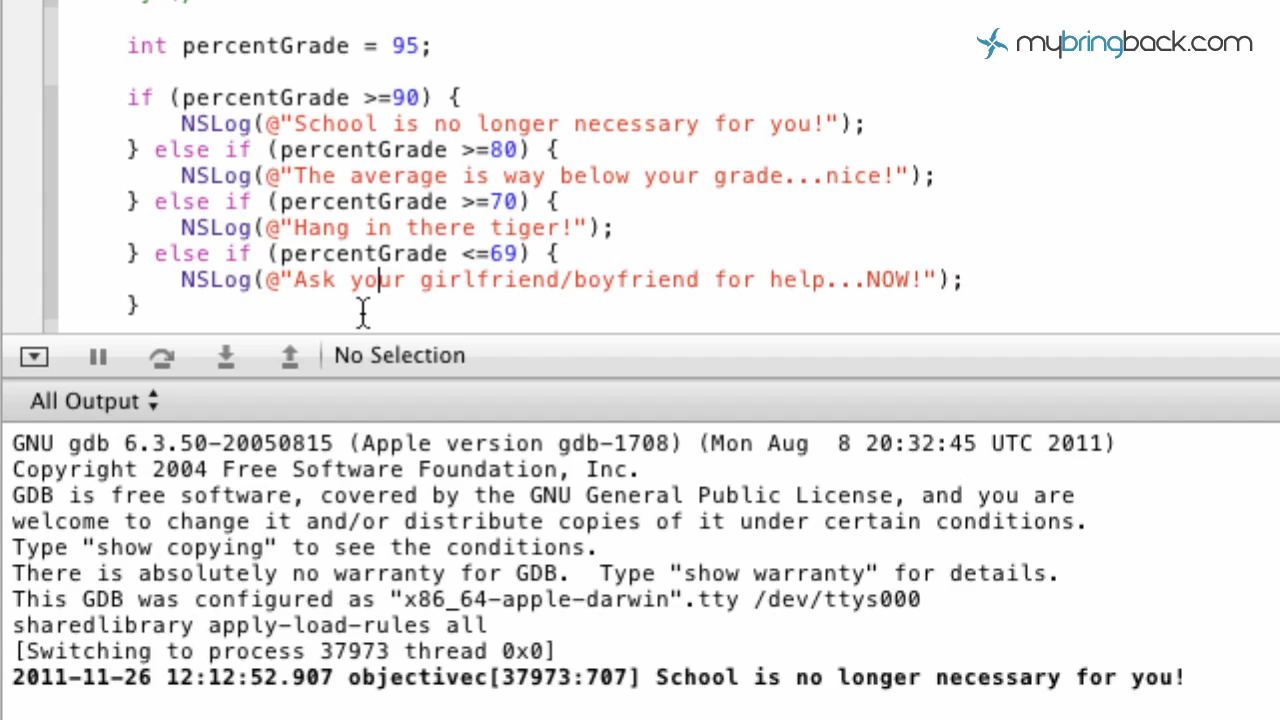 mybringback.com
int percentGrade = 95;
if (percentGrade >=90) {
NSLog(@"School is no longer necessary for you!");
} else if (percentGrade >=80) {
NSLog(@"The average is way below your grade...nice!");
} else if (percentGrade >=70) {
NSLog(@"Hang in there tiger!");
} else if (percentGrade <=69) {
NSLog(@"Ask your girlfriend/boyfriend for help...NOW!");
}
No Selection
All Output
GNU gdb 6.3.50-20050815 (Apple version gdb-1708) (Mon Aug  8 20:32:45 UTC 2011)
Copyright 2004 Free Software Foundation, Inc.
GDB is free software, covered by the GNU General Public License, and you are
welcome to change it and/or distribute copies of it under certain conditions.
Type "show copying" to see the conditions.
There is absolutely no warranty for GDB.  Type "show warranty" for details.
This GDB was configured as "x86_64-apple-darwin".tty /dev/ttys000
sharedlibrary apply-load-rules all
[Switching to process 37973 thread 0x0]
2011-11-26 12:12:52.907 objectivec[37973:707] School is no longer necessary for you!